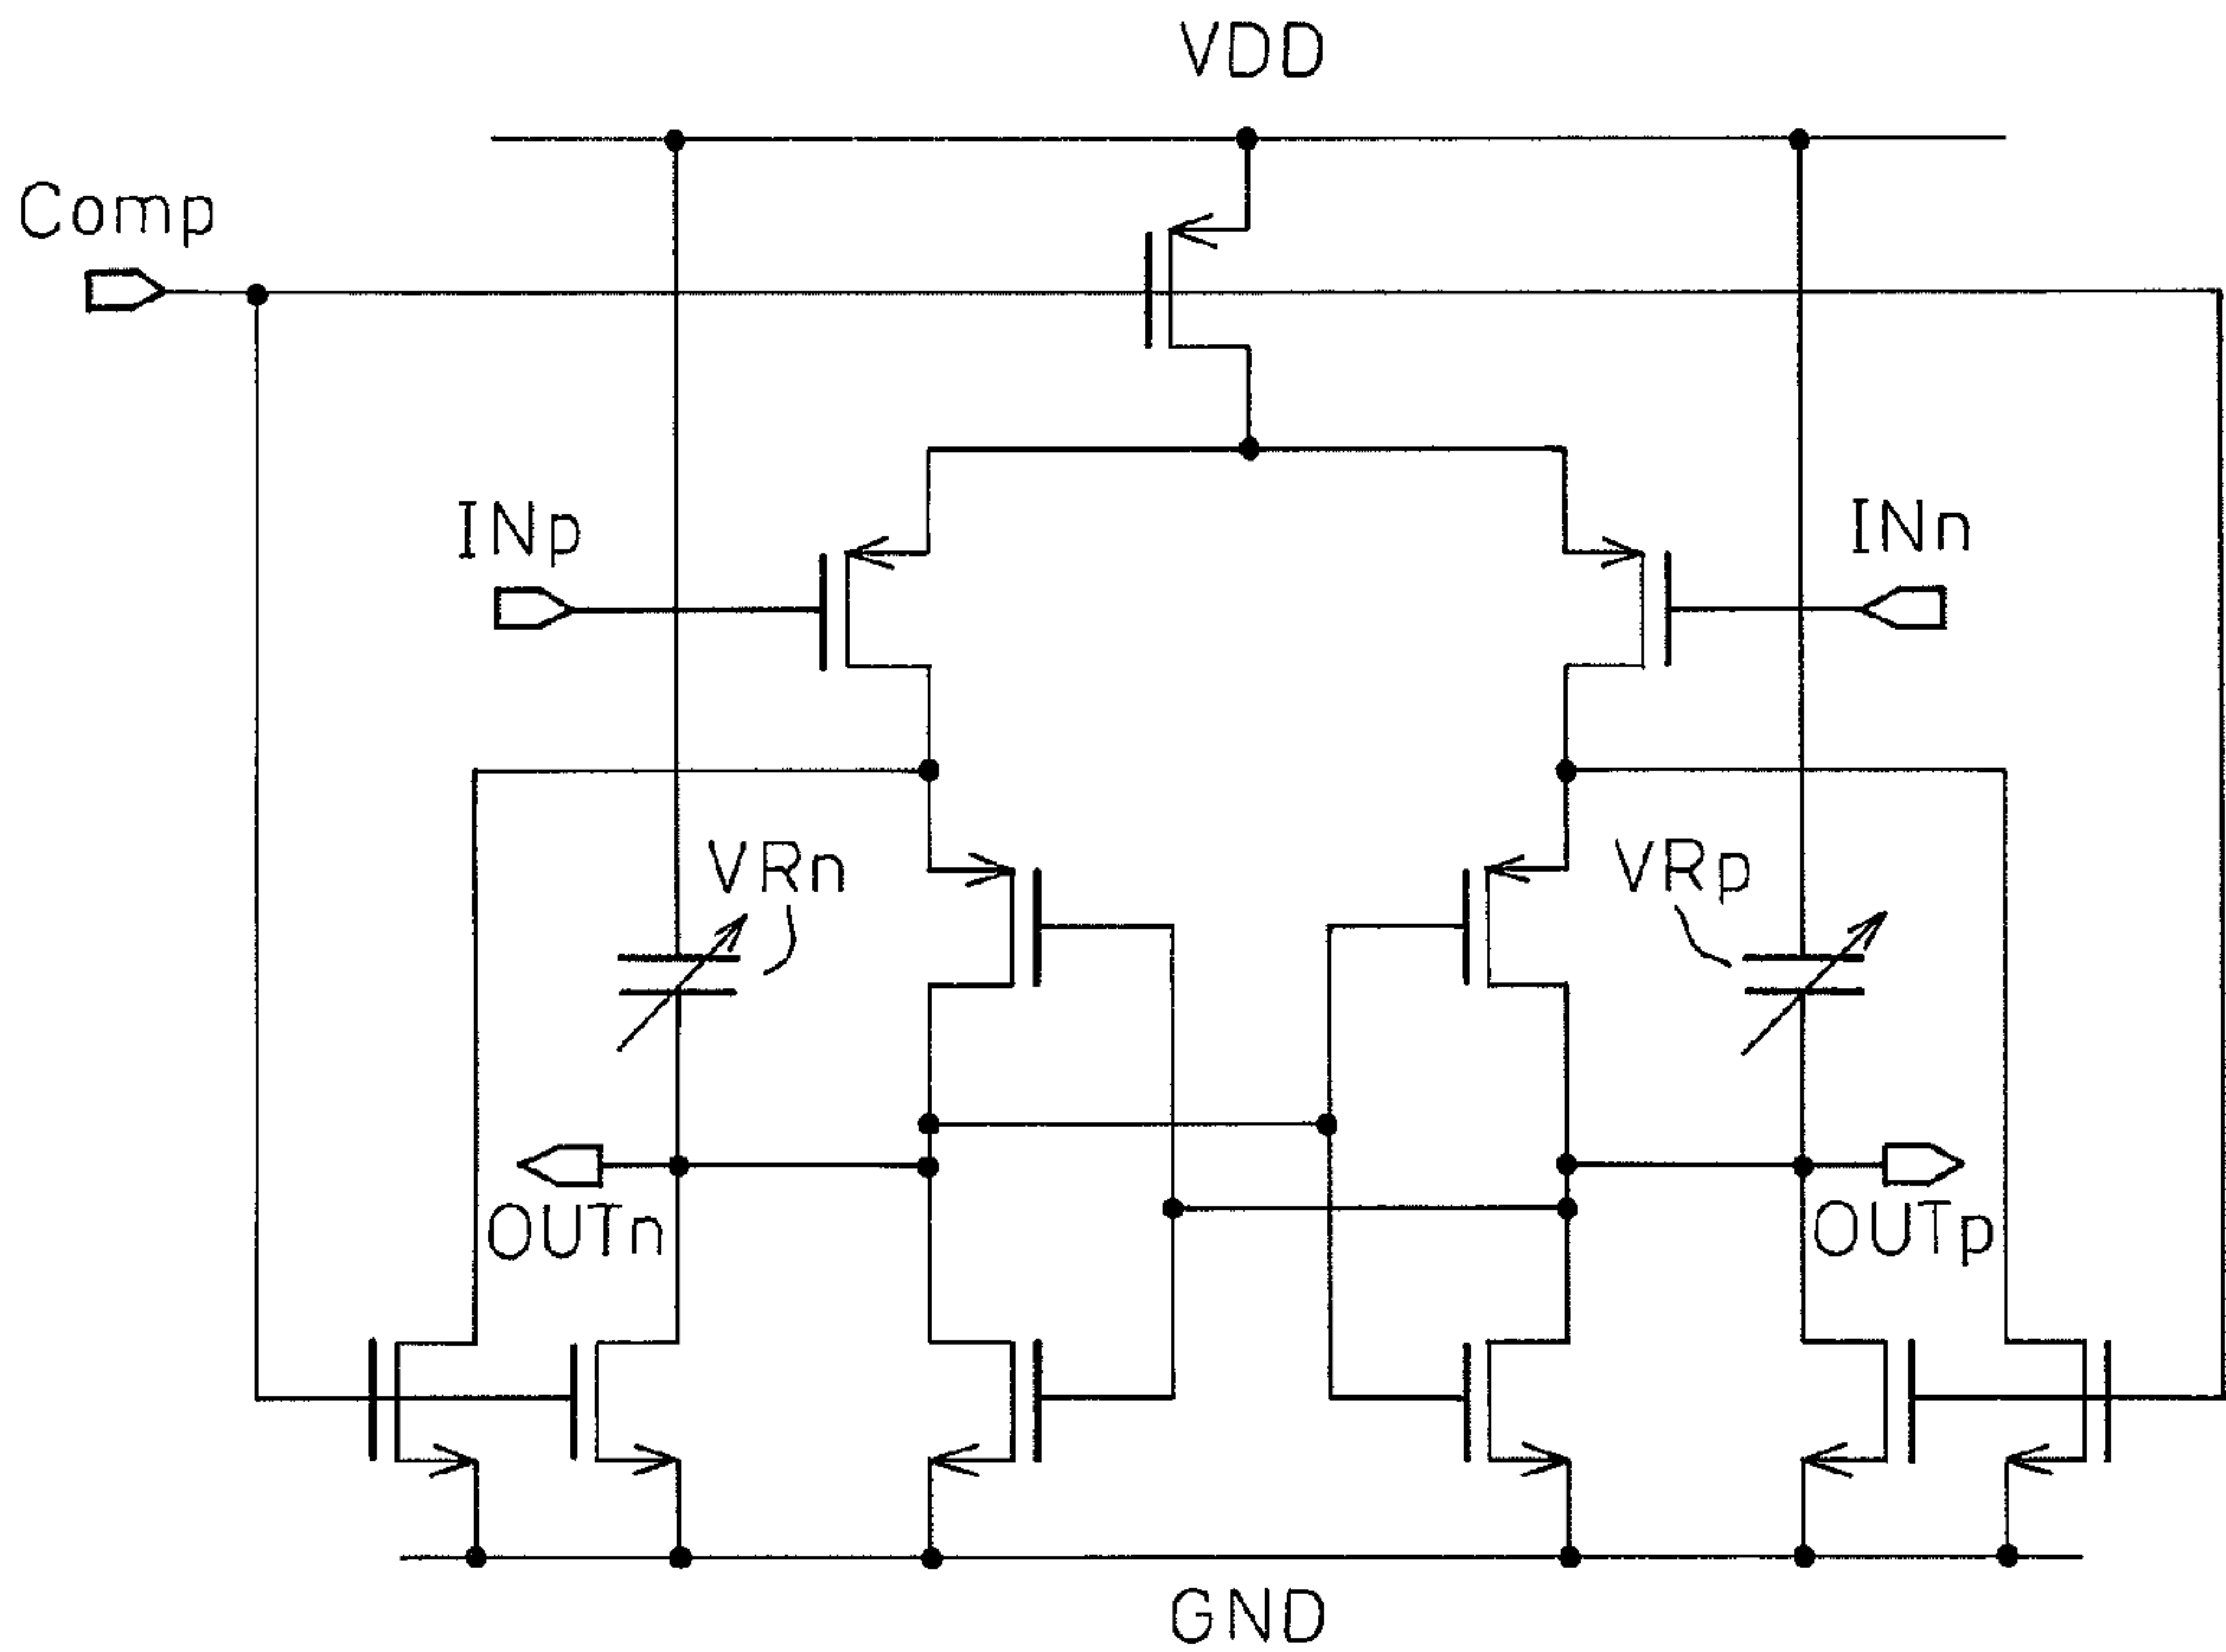 VDD
Comp
INp
INn
VRn
VRp
OUTn
OUTp
GND